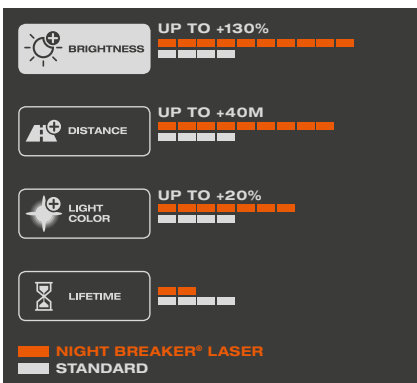 UP TO +130%
BRIGHTNESS
UP TO +40M
DISTANCE
UP TO +20%
LIGHT
COLOR
LIFETIME
NIGHT BREAKER® LASER
STANDARD